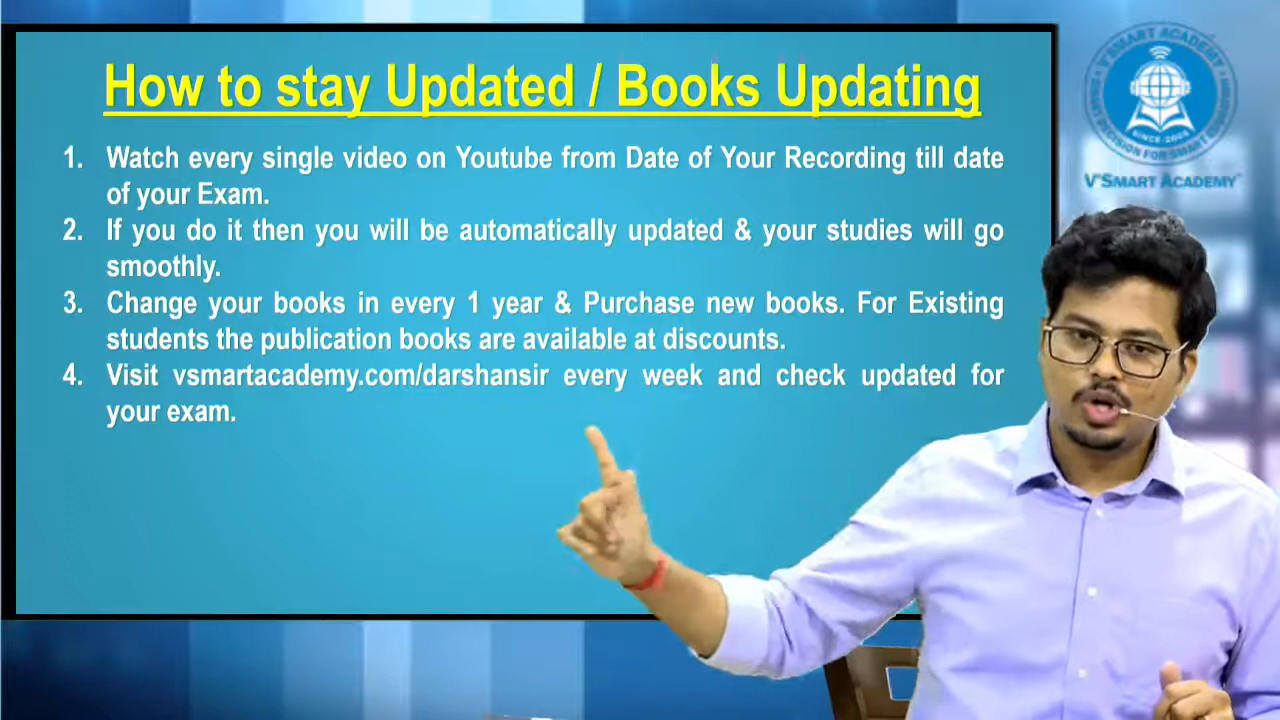 How to stay Updated / Books Updating
1. Watch every single video on Youtube from Date of Your Recording till date
of your Exam.
2. If you do it then you will be automatically updated & your studies will go
smoothly.
3. Change your books in every 1 year & Purchase new books. For Existing
students the publication books are available at discounts.
4. Visit vsmartacademy.com/darshansir every week and check updated for
your exam.
V'SMART ACADEMY
SINCE
V'SMART ACADEMY